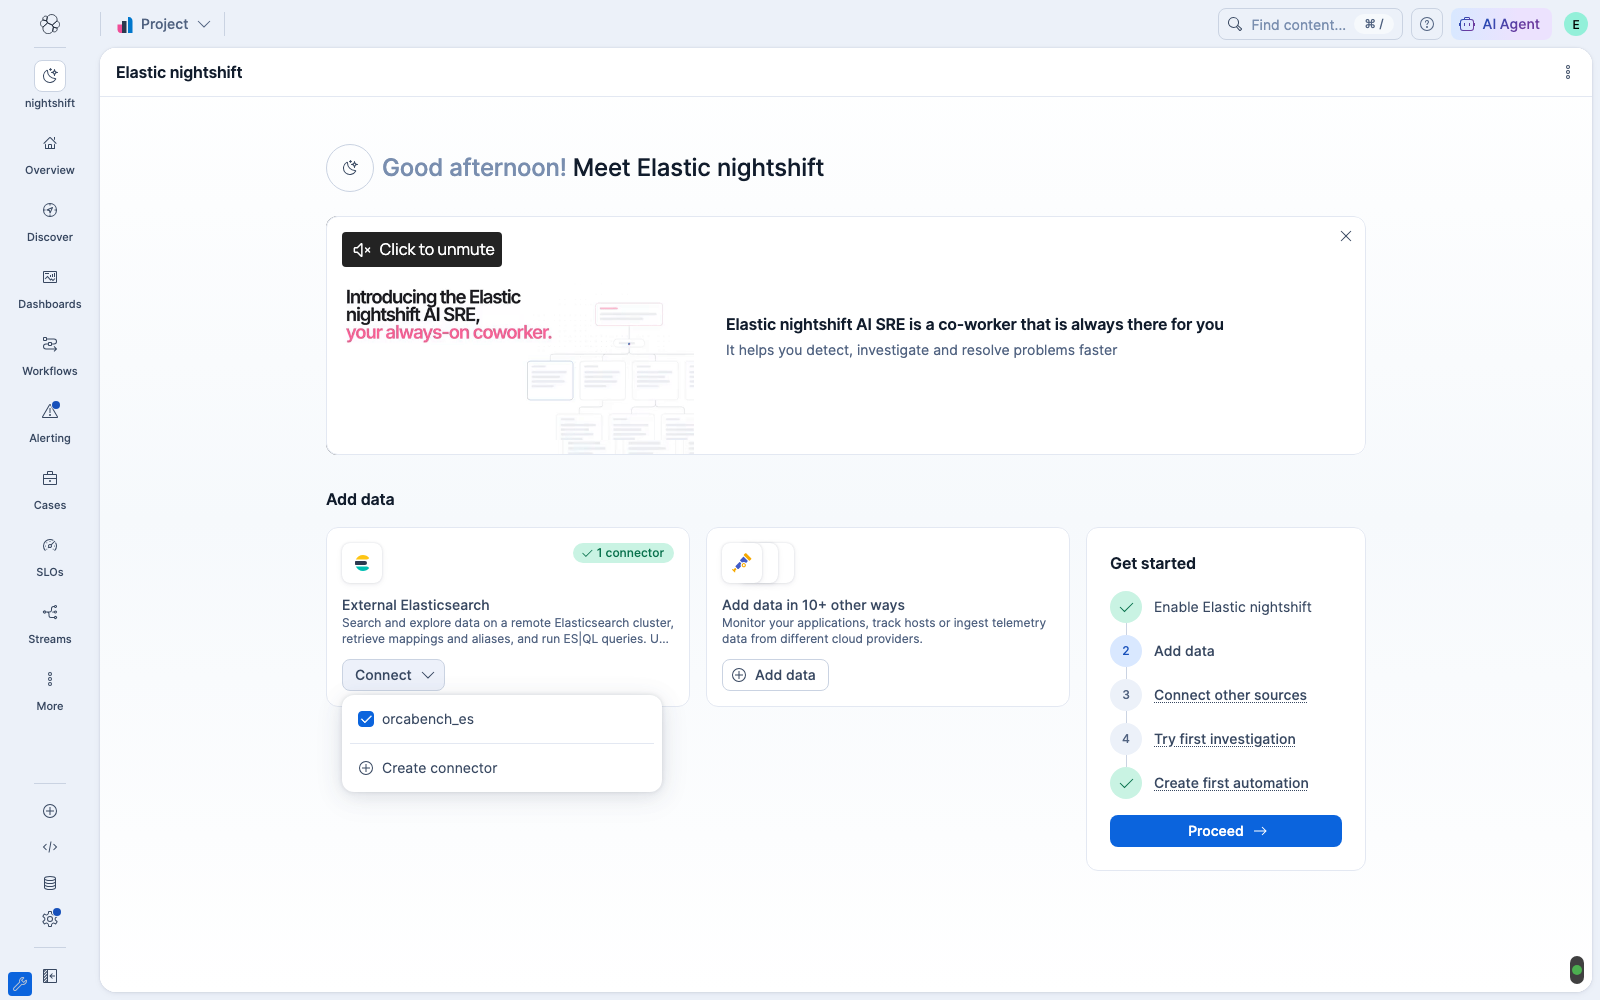 Project
Find content...
⌘ /
AI Agent
E
nightshift
Overview
Discover
Dashboards
Workflows
Alerting
Cases
SLOs
Streams
More
Elastic nightshift
Good afternoon! Meet Elastic nightshift
Click to unmute
Introducing the Elastic
nightshift AI SRE,
your always-on coworker.
Elastic nightshift AI SRE is a co-worker that is always there for you
It helps you detect, investigate and resolve problems faster
Add data
1 connector
External Elasticsearch
Search and explore data on a remote Elasticsearch cluster,
retrieve mappings and aliases, and run ES|QL queries. U...
Connect
orcabench_es
Create connector
Add data in 10+ other ways
Monitor your applications, track hosts or ingest telemetry
data from different cloud providers.
Add data
Get started
Enable Elastic nightshift
2 Add data
3 Connect other sources
4 Try first investigation
Create first automation
Proceed